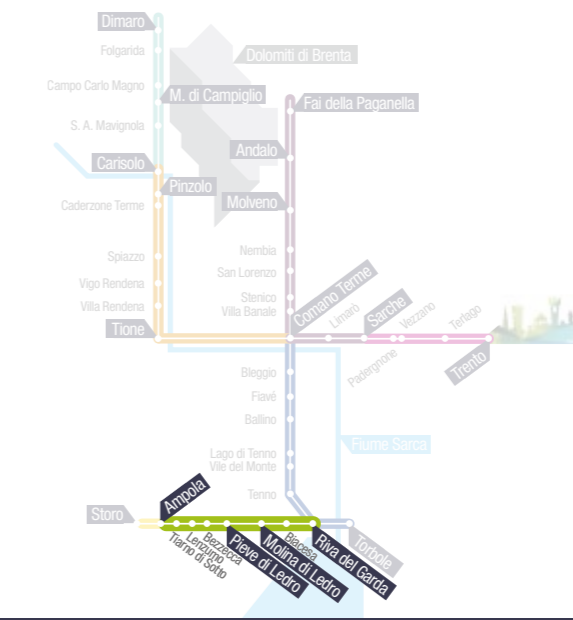 Dimaro
Folgarida
Dolomiti di Brenta
Campo Carlo Magno
M. di Campiglio
Fai della Paganella
S. A. Mavignola
Andalo
Carisolo
Pinzolo
Molveno
Caderzone Terme
Nembia
Spiazzo
San Lorenzo
Vigo Rendena
Stenico
Villa Rendena
Villa Banale
Comano Terme
Limarò
Sarche
Vezzano
Terlago
Tione
Padergnone
Trento
Bleggio
Fiavé
Ballino
Fiume Sarca
Lago di Tenno
Vile del Monte
Tenno
Ampola
Storo
Tiarno di Sotto
Lenzumo
Bezzecca
Pieve di Ledro
Molina di Ledro
Biacesa
Riva del Garda
Torbole